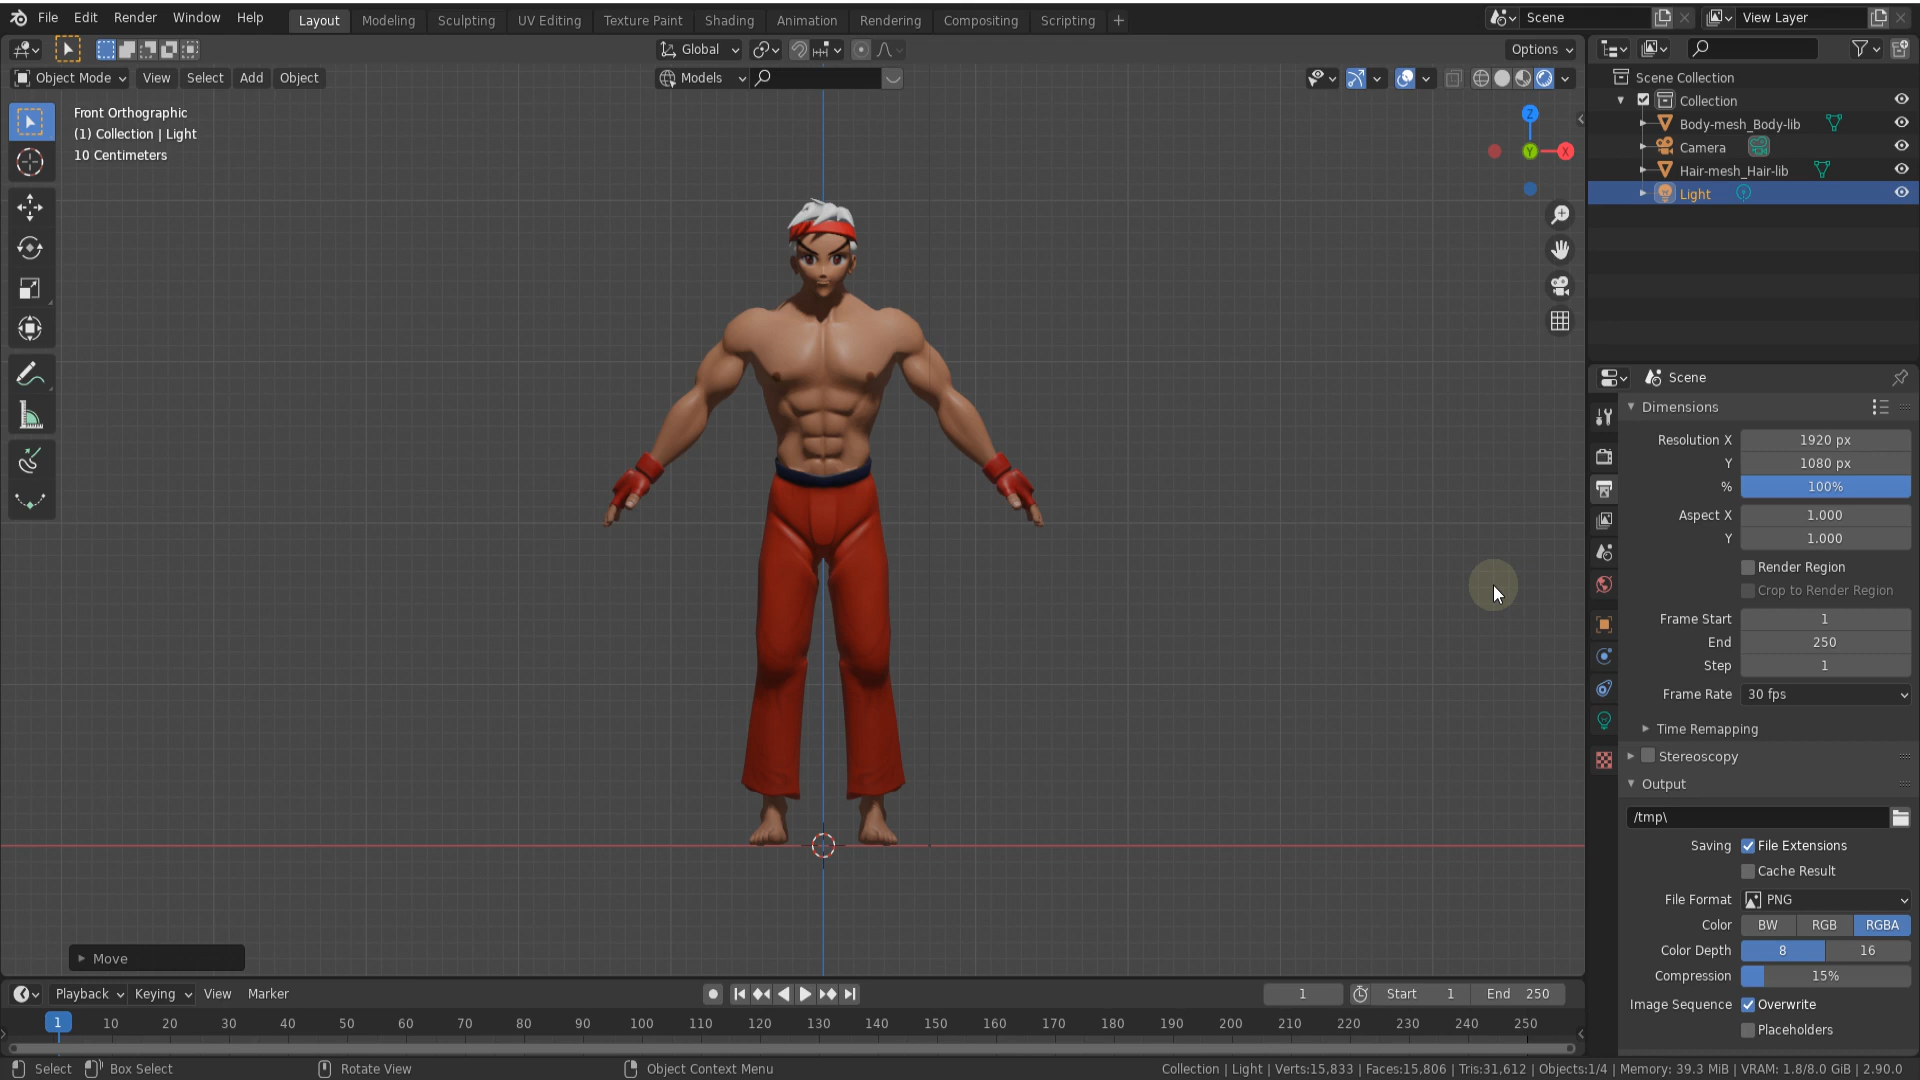 File Edit Render Window Help Layout Modeling Sculpting UV Editing Texture Paint Shading Animation Rendering Compositing Scripting + Scene View Layer
Global Options
Object Mode View Select Add Object Models
Front Orthographic
(1) Collection | Light
10 Centimeters
Z
Y
X
Move
Scene Collection
Collection
Body-mesh_Body-lib
Camera
Hair-mesh_Hair-lib
Light
Scene
Dimensions
Resolution X 1920 px
Y 1080 px
% 100%
Aspect X 1.000
Y 1.000
Render Region
Crop to Render Region
Frame Start 1
End 250
Step 1
Frame Rate 30 fps
Time Remapping
Stereoscopy
Output
/tmp\
Saving File Extensions
Cache Result
File Format PNG
Color BW RGB RGBA
Color Depth 8 16
Compression 15%
Image Sequence Overwrite
Placeholders
Playback Keying View Marker 1 Start 1 End 250
1 10 20 30 40 50 60 70 80 90 100 110 120 130 140 150 160 170 180 190 200 210 220 230 240 250
Select Box Select Rotate View Object Context Menu Collection | Light | Verts:15,833 | Faces:15,806 | Tris:31,612 | Objects:1/4 | Memory: 39.3 MiB | VRAM: 1.8/8.0 GiB | 2.90.0